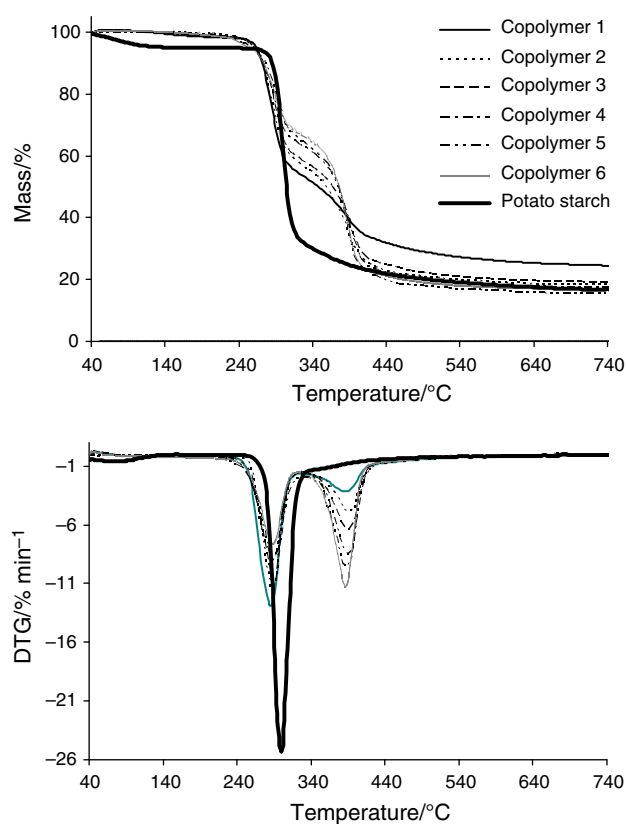 100
80
60
40
20
0
Mass/%
Copolymer 1
Copolymer 2
Copolymer 3
Copolymer 4
Copolymer 5
Copolymer 6
Potato starch
40 140 240 340 440 540 640 740
Temperature/°C
−1
−6
−11
−16
−21
−26
DTG/% min−1
40 140 240 340 440 540 640 740
Temperature/°C